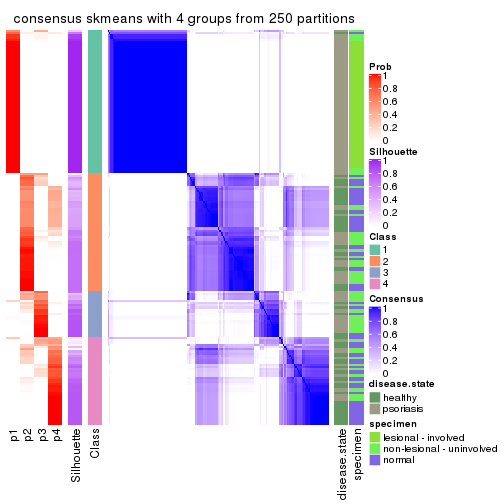 consensus skmeans with 4 groups from 250 partitions
Prob
1
0.8
0.6
0.4
0.2
0
Silhouette
1
0.8
0.6
0.4
0.2
0
Class
1
2
3
4
Consensus
1
0.8
0.6
0.4
0.2
0
disease.state
healthy
psoriasis
specimen
lesional - involved
non-lesional - uninvolved
normal
p1
p2
p3
p4
Silhouette
Class
disease.state
specimen